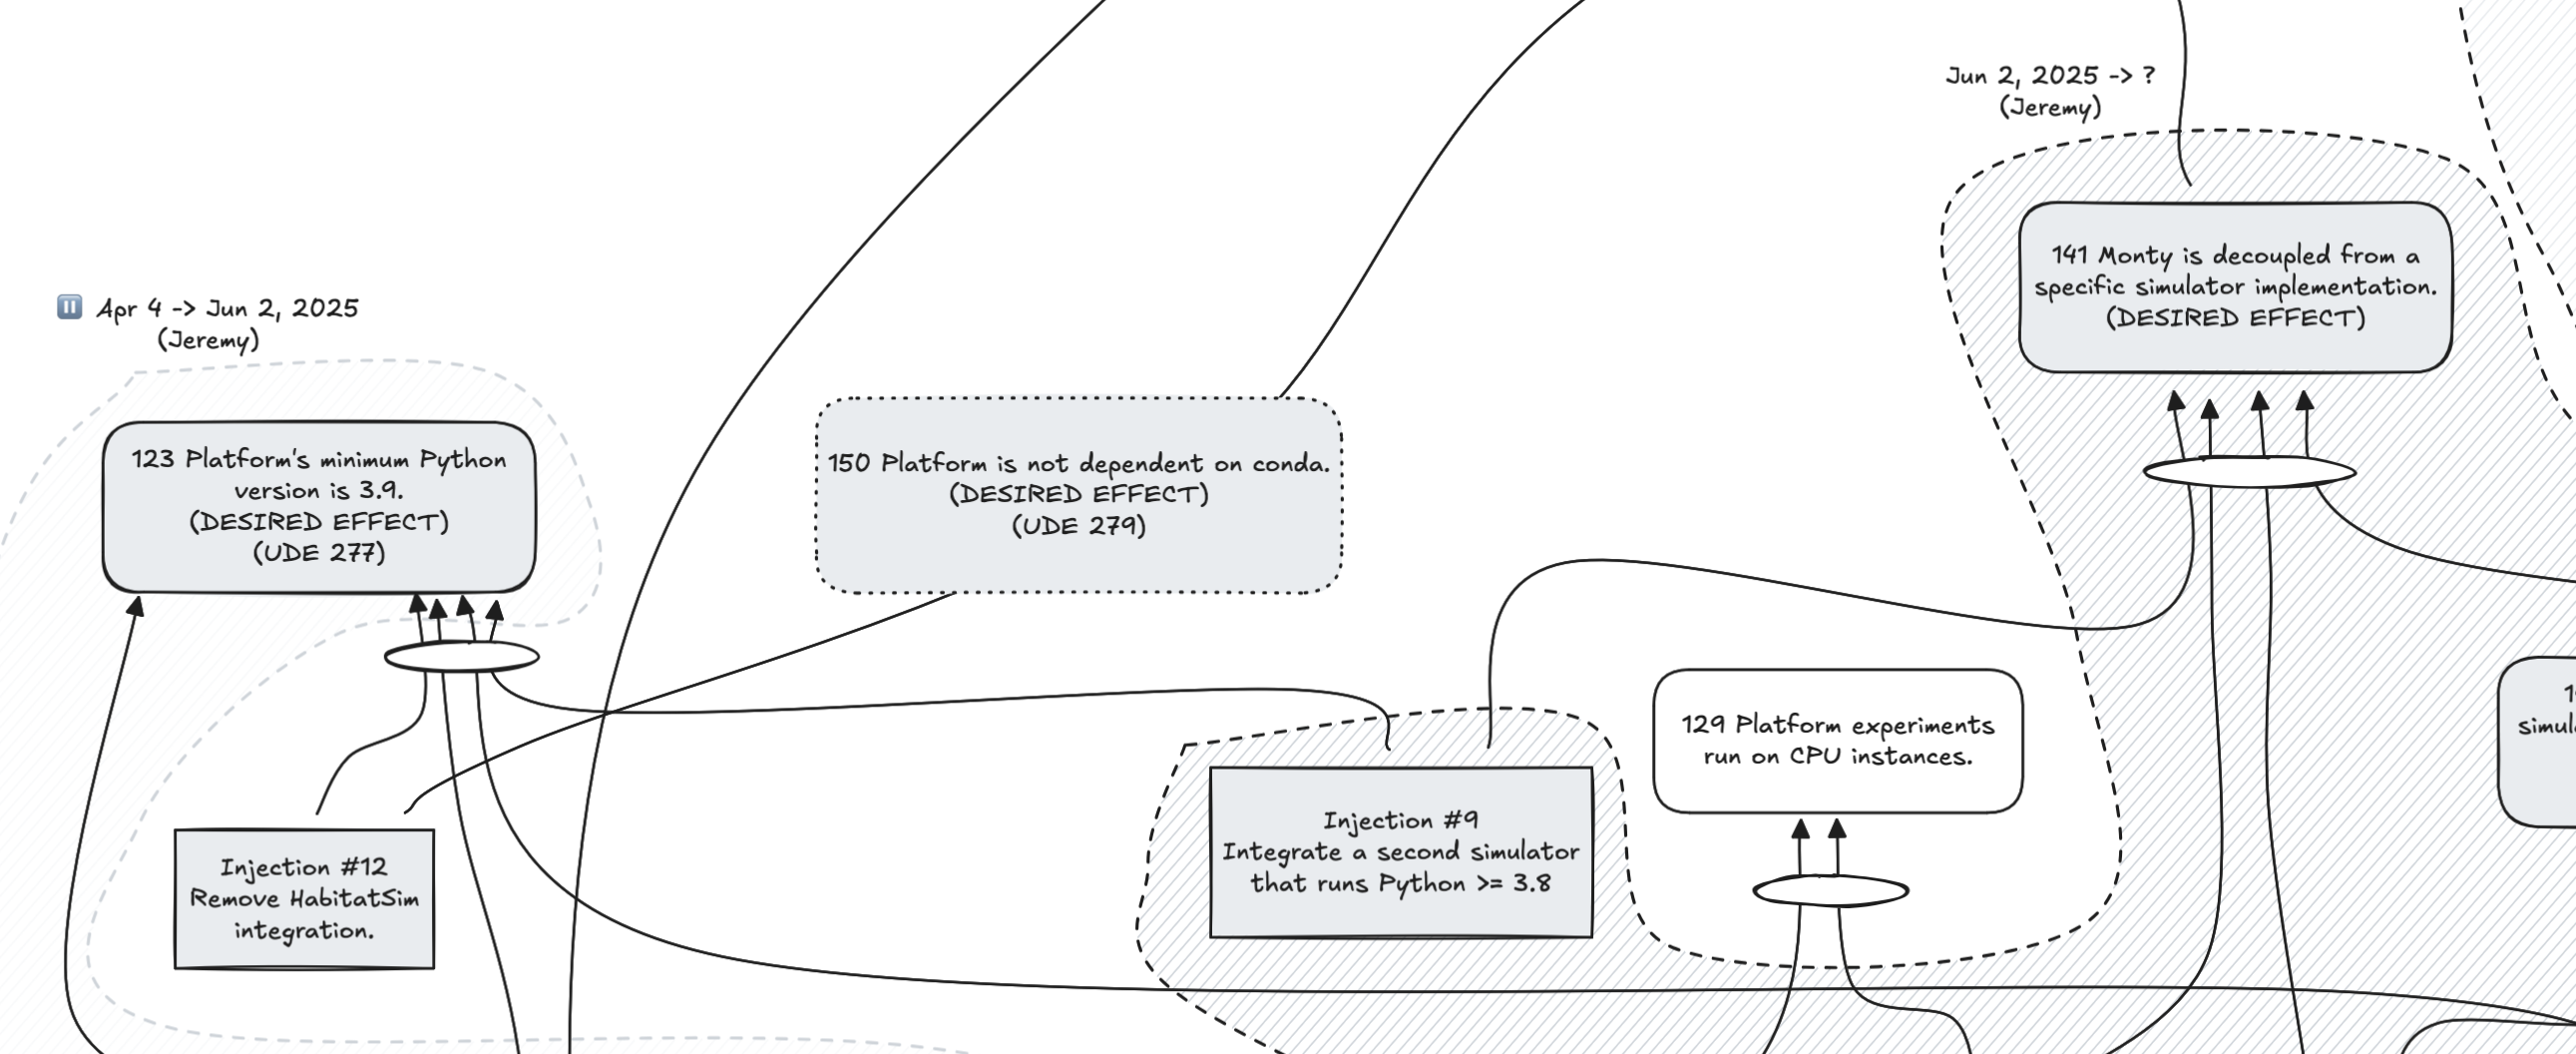 Jun 2, 2025 -> ?
(Jeremy)
141 Monty is decoupled from a
specific simulator implementation.
(DESIRED EFFECT)
⏸ Apr 4 -> Jun 2, 2025
(Jeremy)
123 Platform's minimum Python
version is 3.9.
(DESIRED EFFECT)
(UDE 277)
150 Platform is not dependent on conda.
(DESIRED EFFECT)
(UDE 279)
129 Platform experiments
run on CPU instances.
Injection #9
Integrate a second simulator
that runs Python >= 3.8
Injection #12
Remove HabitatSim
integration.